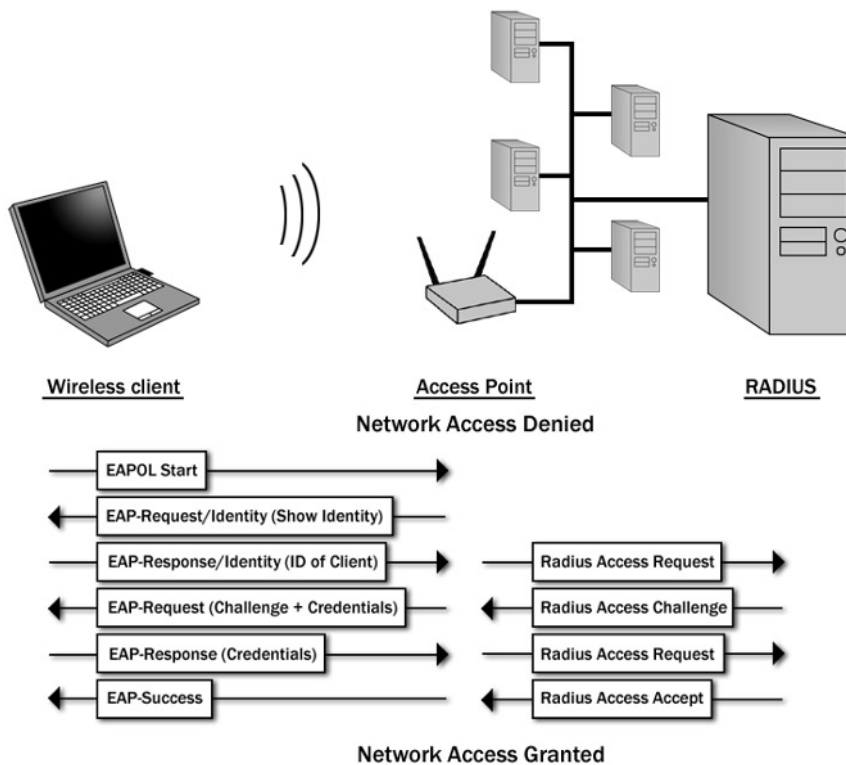 Wireless client
Access Point
RADIUS
Network Access Denied
EAPOL Start
EAP-Request/Identity (Show Identity)
EAP-Response/Identity (ID of Client)
Radius Access Request
EAP-Request (Challenge + Credentials)
Radius Access Challenge
EAP-Response (Credentials)
Radius Access Request
EAP-Success
Radius Access Accept
Network Access Granted